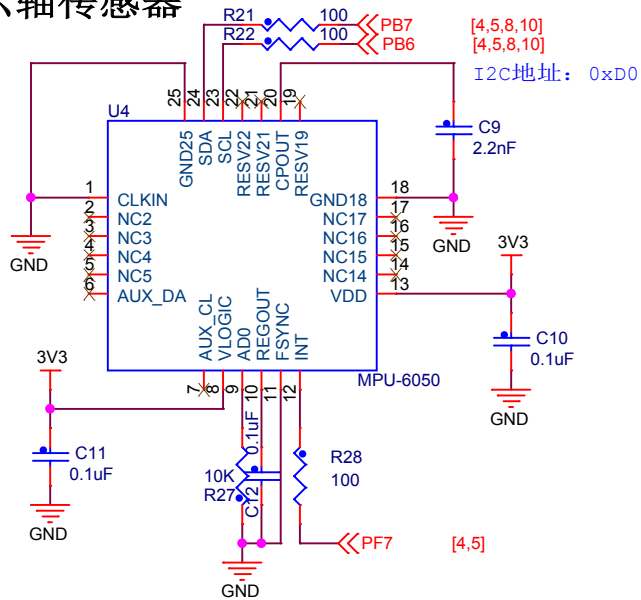 轴传感器
R21 100 PB7 [4,5,8,10]
R22 100 PB6 [4,5,8,10]
I2C地址: 0xD0
25 24 23 22 21 20 19
U4
GND25 SDA SCL RESV22 RESV21 CPOUT RESV19
C9
2.2nF
1 CLKIN
2 NC2
3 NC3
4 NC4
5 NC5
6 AUX_DA
GND18 18
NC17 17
NC16 16
NC15 15
NC14 14
VDD 13
GND
GND
3V3
AUX_CL VLOGIC AD0 REGOUT FSYNC INT
7 8 9 10 11 12
MPU-6050
C10
0.1uF
GND
3V3
C11
0.1uF
GND
10K
R27
0.1uF
C12
R28
100
PF7 [4,5]
GND